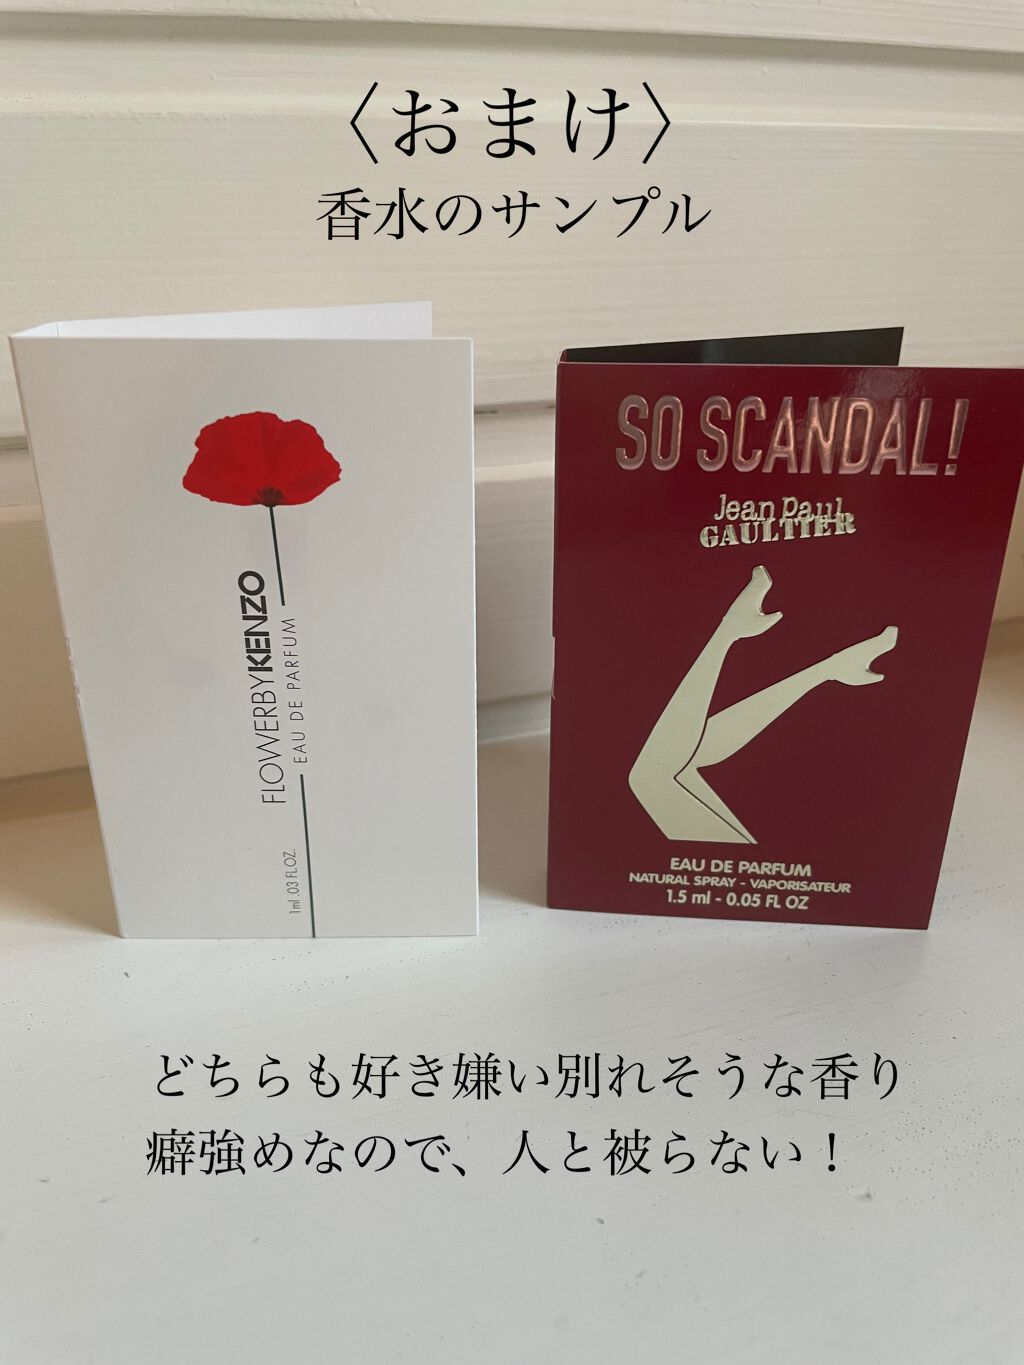 〈おまけ〉
香水のサンプル
FLOWERBYKENZO
EAU DE PARFUM
1ml .03 FL.OZ.
SO SCANDAL!
Jean Paul
GAULTIER
EAU DE PARFUM
NATURAL SPRAY - VAPORISATEUR
1.5 ml - 0.05 FL OZ
どちらも好き嫌い別れそうな香り
癖強めなので、人と被らない！